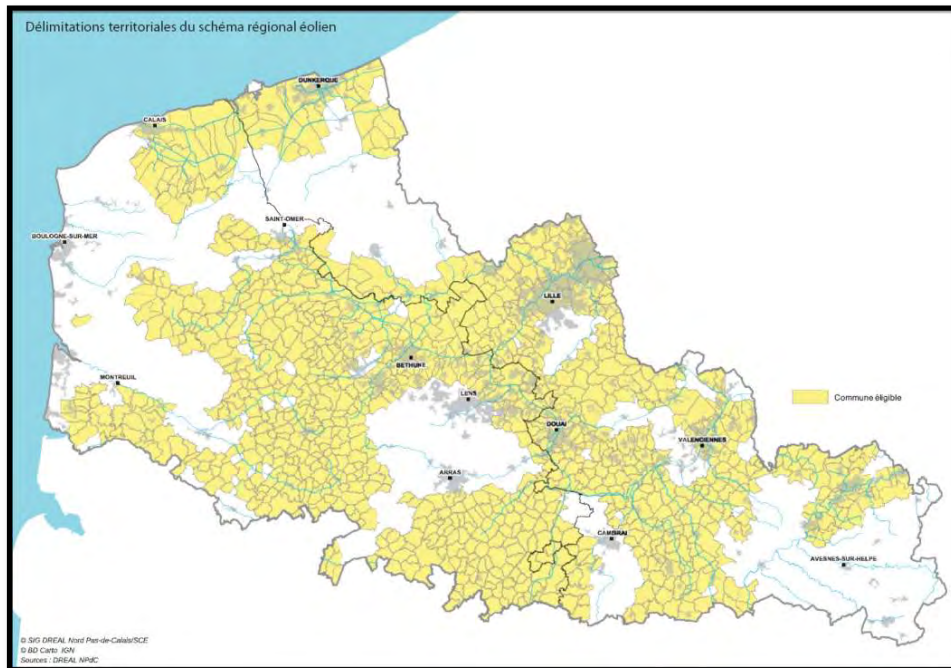 Délimitations territoriales du schéma régional éolien
DUNKERQUE
CALAIS
SAINT-OMER
BOULOGNE-SUR-MER
LILLE
BETHUNE
MONTREUIL
LENS
Commune éligible
DOUAI
VALENCIENNES
ARRAS
CAMBRAI
AVESNES-SUR-HELPE
© SIG DREAL Nord Pas-de-Calais/SCE
© BD Carto IGN
Sources : DREAL NPdC